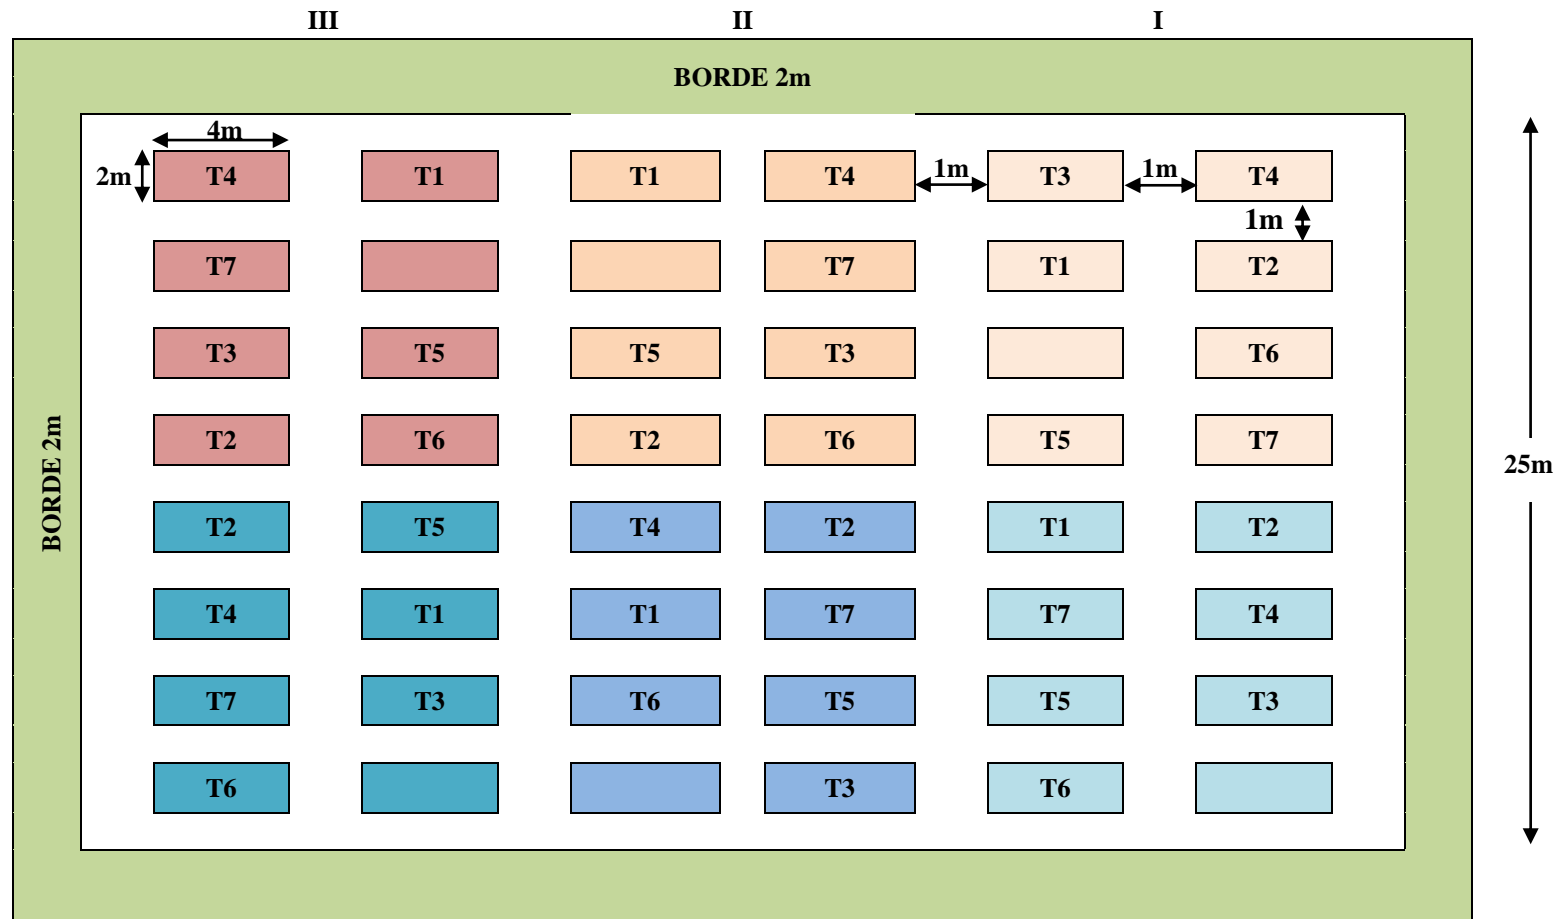 III II I
BORDE 2m
4m
2m T4 T1 T1 T4 1m T3 1m T4
1m
T7 T7 T1 T2
T3 T5 T5 T3 T6
T2 T6 T2 T6 T5 T7
25m
BORDE 2m
T2 T5 T4 T2 T1 T2
T4 T1 T1 T7 T7 T4
T7 T3 T6 T5 T5 T3
T6 T3 T6